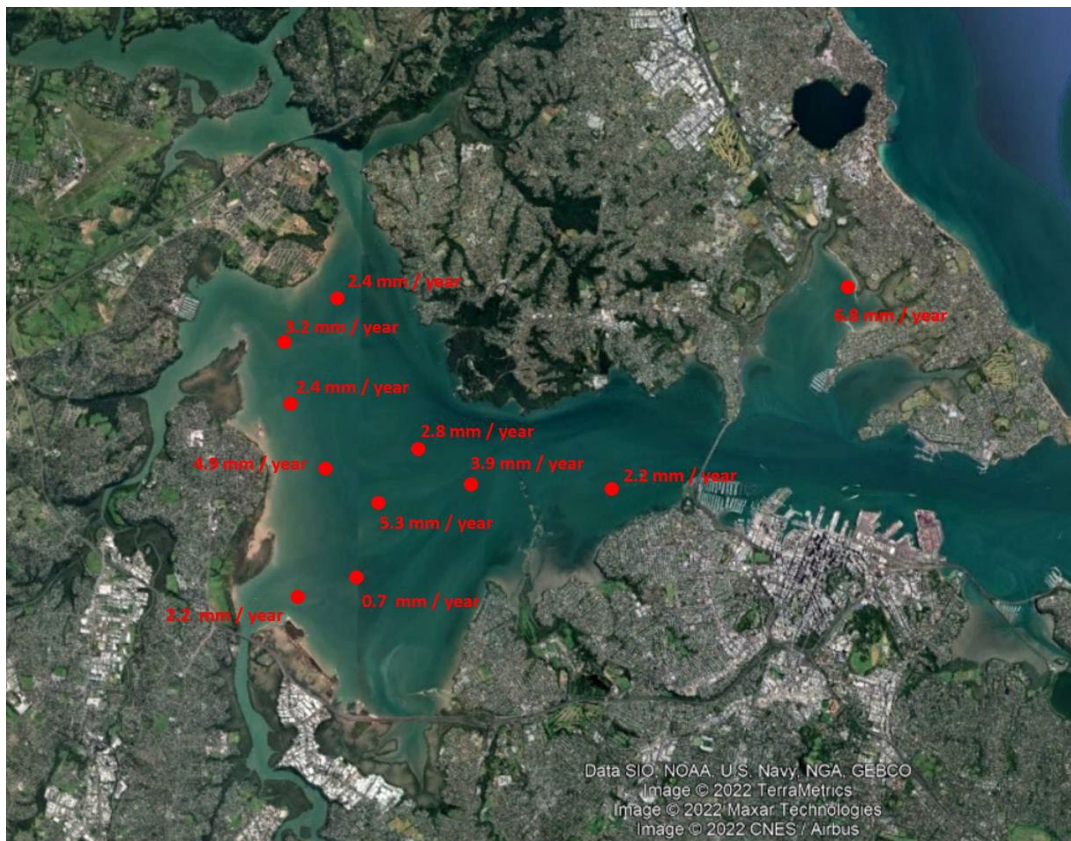 2.4 mm / year
6.8 mm / year
3.2 mm / year
2.4 mm / year
2.8 mm / year
4.9 mm / year
3.9 mm / year
2.2 mm / year
5.3 mm / year
0.7 mm / year
2.2 mm / year
Data SIO, NOAA, U.S. Navy, NGA, GEBCO
Image © 2022 TerraMetrics
Image © 2022 Maxar Technologies
Image © 2022 CNES / Airbus